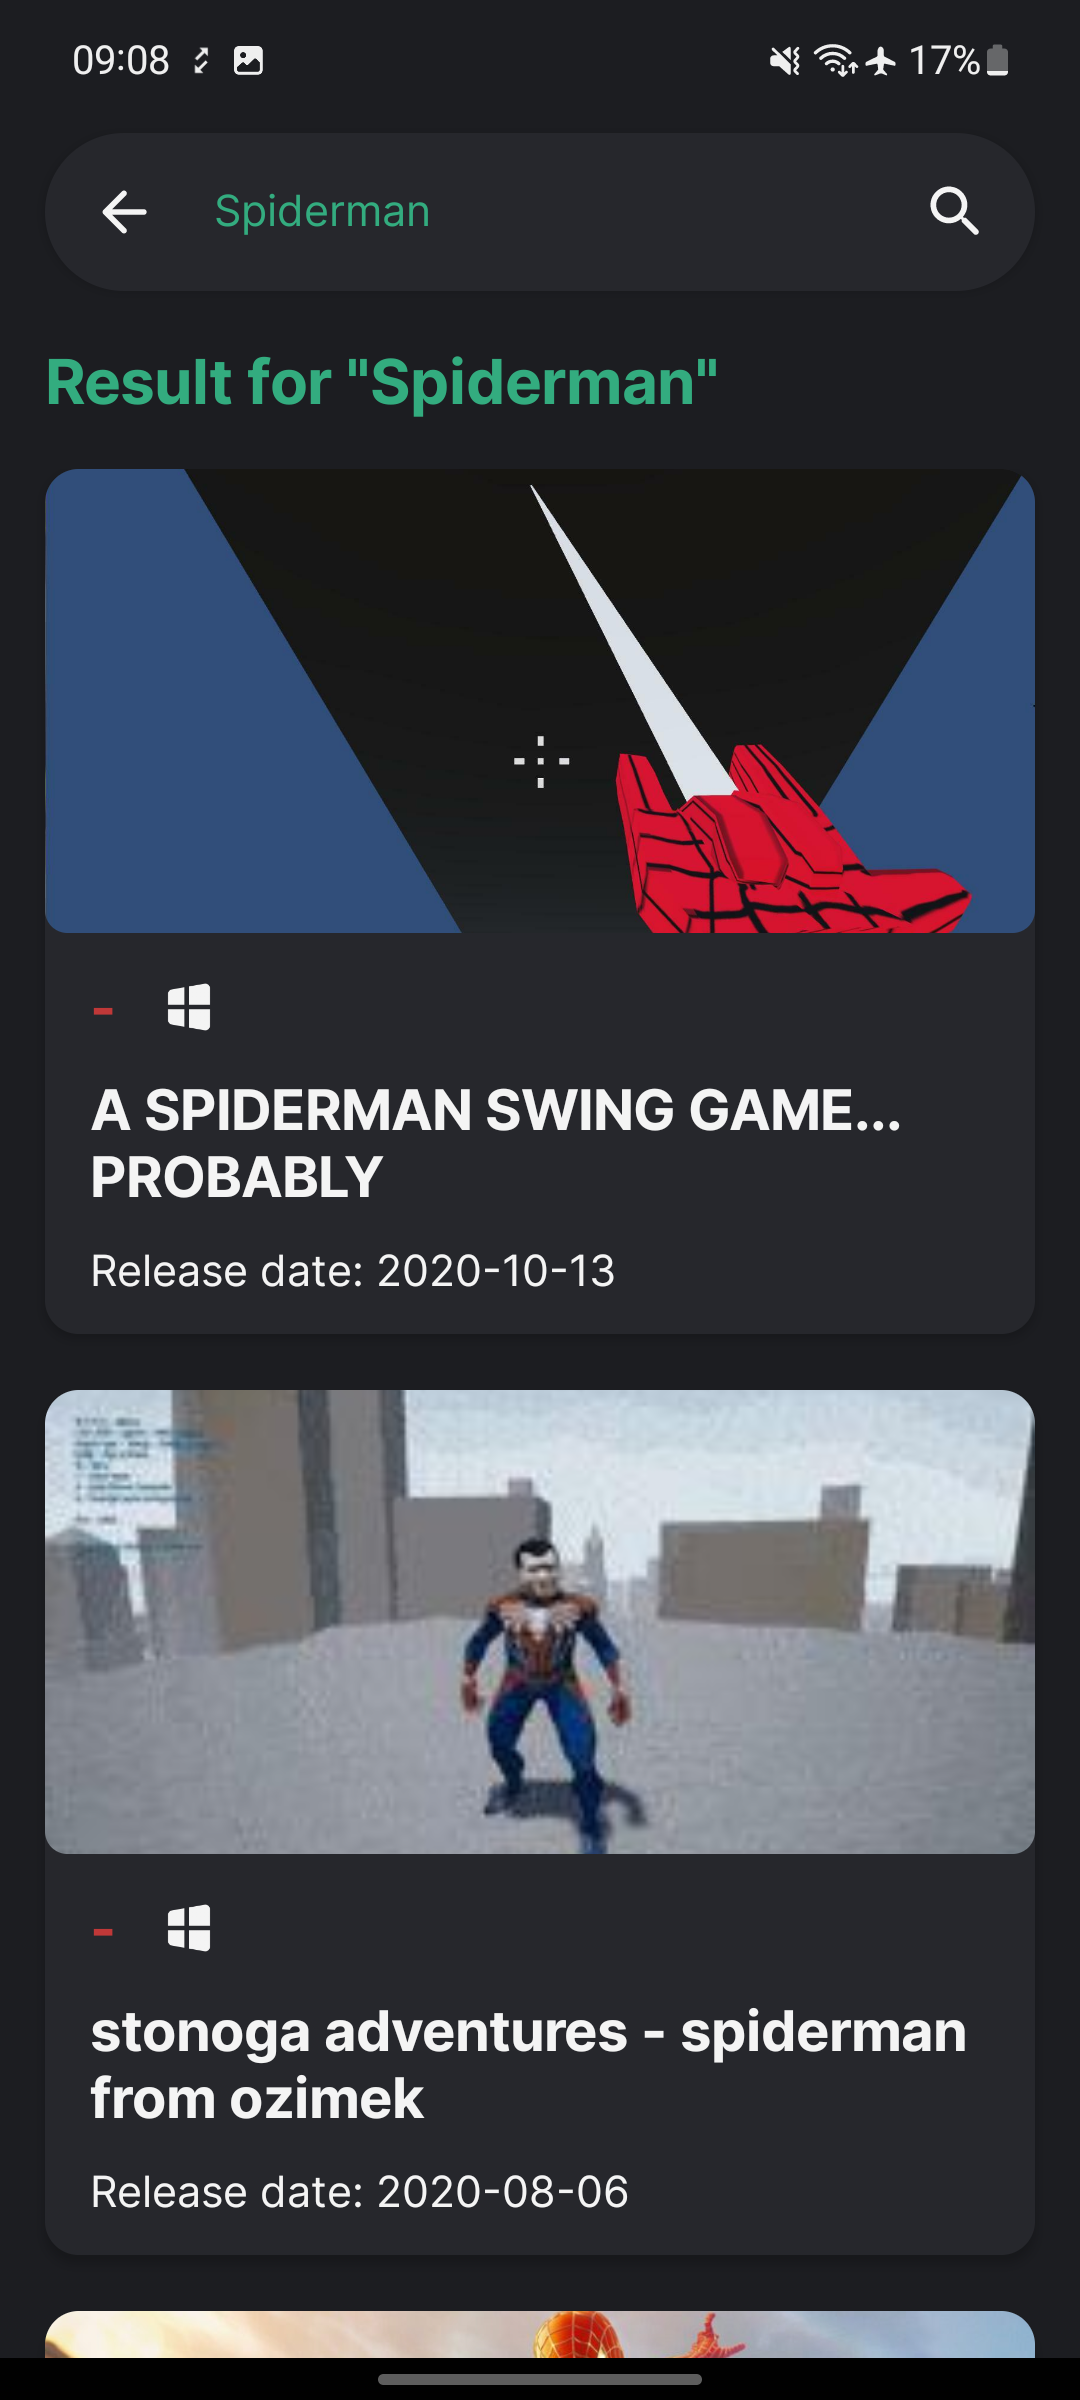 09:08
17%
Spiderman
Result for "Spiderman"
-
A SPIDERMAN SWING GAME...
PROBABLY
Release date: 2020-10-13
-
stonoga adventures - spiderman
from ozimek
Release date: 2020-08-06